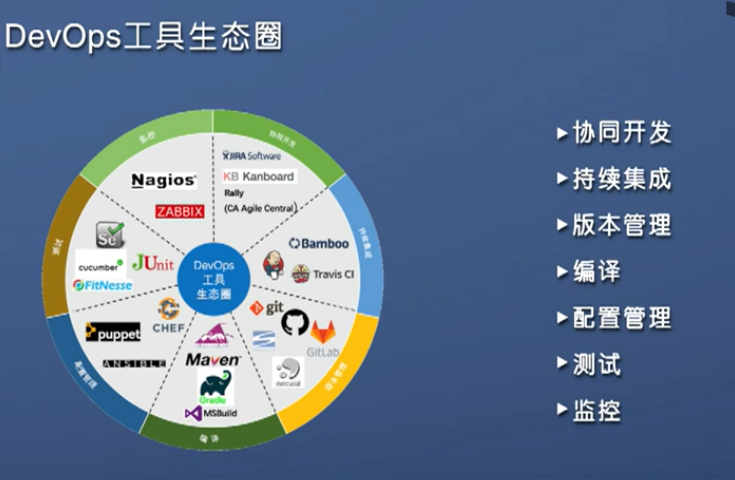 DevOps工具生态圈
监控
协同开发
JIRA Software
KB Kanboard
Rally
(CA Agile Central)
Nagios
ZABBIX
持续集成
Bamboo
Travis CI
测试
Se
cucumber
JUnit
FitNesse
DevOps
工具
生态圈
git
GitLab
mercurial
版本管理
CHEF
puppet
ANSIBLE
配置管理
Maven
Gradle
MSBuild
编译
▸协同开发
▸持续集成
▸版本管理
▸编译
▸配置管理
▸测试
▸监控